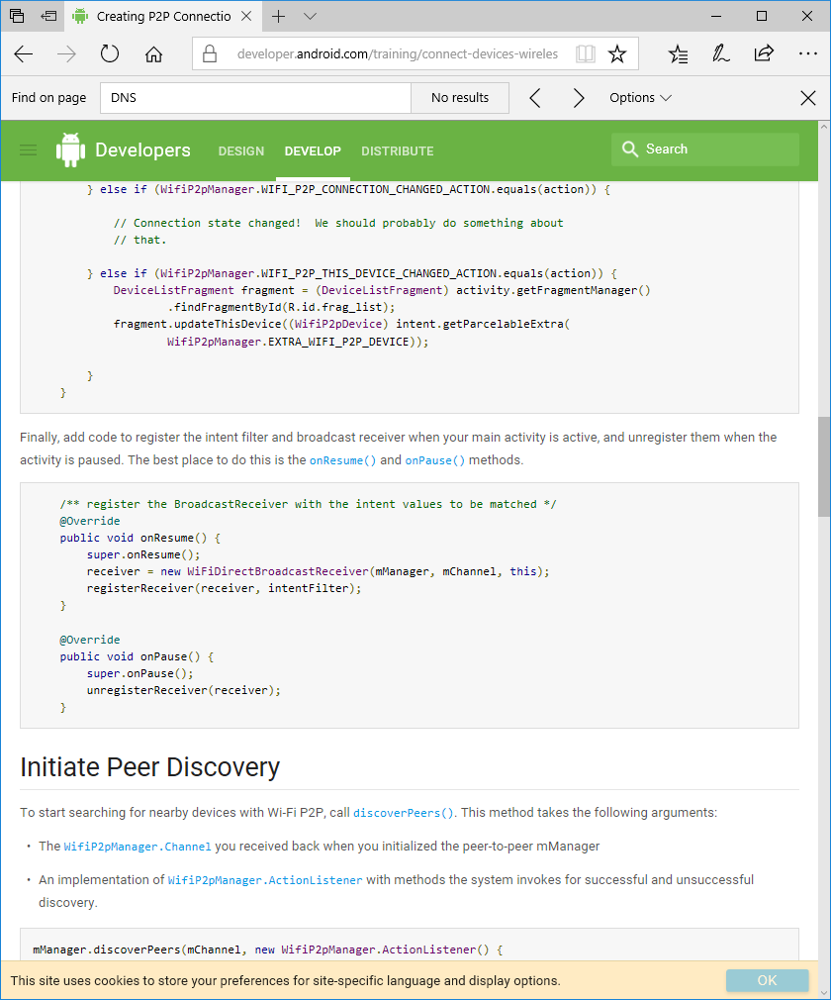 Creating P2P Connectio
developer.android.com/training/connect-devices-wireles
Find on page
DNS
No results
Options
Developers
DESIGN
DEVELOP
DISTRIBUTE
Search
} else if (WifiP2pManager.WIFI_P2P_CONNECTION_CHANGED_ACTION.equals(action)) {
// Connection state changed!  We should probably do something about
// that.
} else if (WifiP2pManager.WIFI_P2P_THIS_DEVICE_CHANGED_ACTION.equals(action)) {
DeviceListFragment fragment = (DeviceListFragment) activity.getFragmentManager()
.findFragmentById(R.id.frag_list);
fragment.updateThisDevice((WifiP2pDevice) intent.getParcelableExtra(
WifiP2pManager.EXTRA_WIFI_P2P_DEVICE));
}
}
Finally, add code to register the intent filter and broadcast receiver when your main activity is active, and unregister them when the
activity is paused. The best place to do this is the onResume() and onPause() methods.
/** register the BroadcastReceiver with the intent values to be matched */
@Override
public void onResume() {
super.onResume();
receiver = new WiFiDirectBroadcastReceiver(mManager, mChannel, this);
registerReceiver(receiver, intentFilter);
}
@Override
public void onPause() {
super.onPause();
unregisterReceiver(receiver);
}
Initiate Peer Discovery
To start searching for nearby devices with Wi-Fi P2P, call discoverPeers(). This method takes the following arguments:
• The WifiP2pManager.Channel you received back when you initialized the peer-to-peer mManager
• An implementation of WifiP2pManager.ActionListener with methods the system invokes for successful and unsuccessful
discovery.
mManager.discoverPeers(mChannel, new WifiP2pManager.ActionListener() {
This site uses cookies to store your preferences for site-specific language and display options.
OK